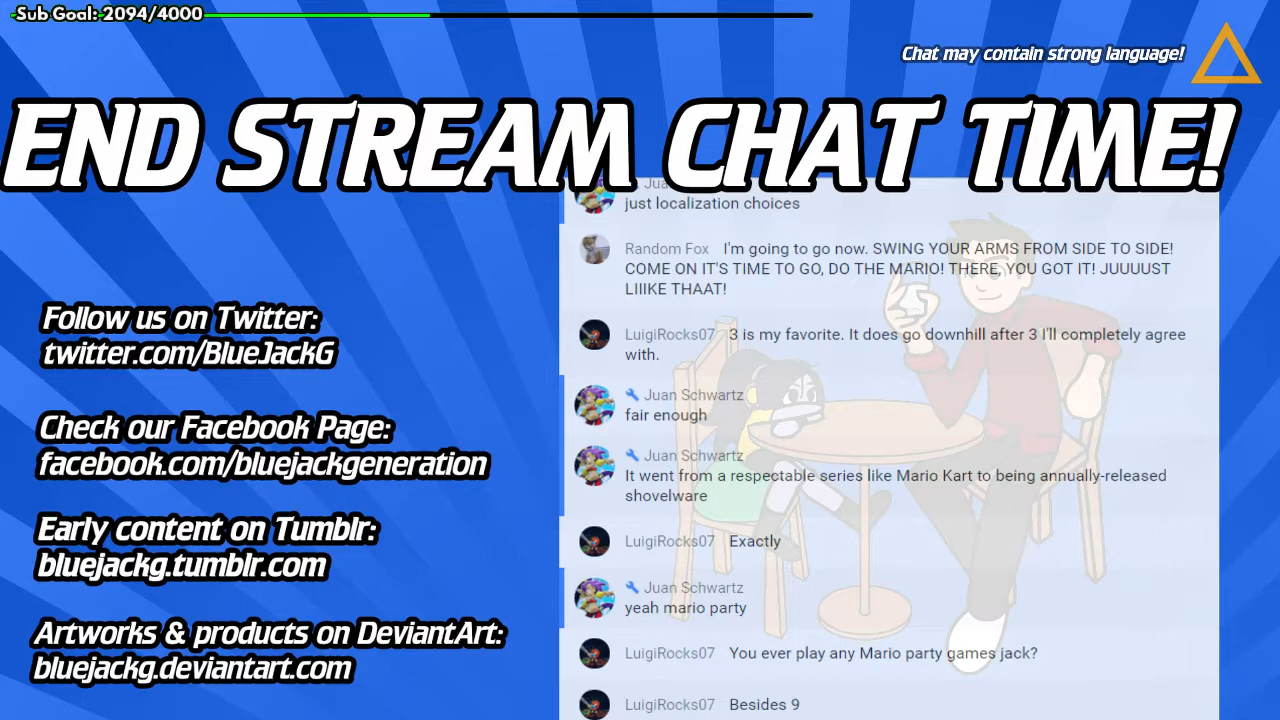 Sub Goal: 2094/4000
Chat may contain strong language!
END STREAM CHAT TIME!
Follow us on Twitter:
twitter.com/BlueJackG
Check our Facebook Page:
facebook.com/bluejackgeneration
Early content on Tumblr:
bluejackg.tumblr.com
Artworks & products on DeviantArt:
bluejackg.deviantart.com
just localization choices
Random Fox I'm going to go now. SWING YOUR ARMS FROM SIDE TO SIDE!
COME ON IT'S TIME TO GO, DO THE MARIO! THERE, YOU GOT IT! JUUUUST
LIIIKE THAAT!
LuigiRocks07 3 is my favorite. It does go downhill after 3 I'll completely agree
with.
Juan Schwartz
fair enough
Juan Schwartz
It went from a respectable series like Mario Kart to being annually-released
shovelware
LuigiRocks07 Exactly
Juan Schwartz
yeah mario party
LuigiRocks07 You ever play any Mario party games jack?
LuigiRocks07 Besides 9